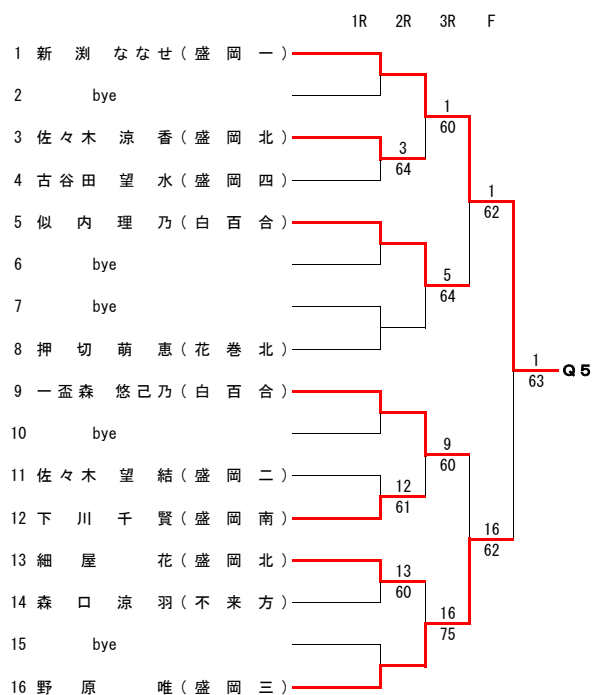 1R 2R 3R F
1 新渕 ななせ(盛岡一)
2 bye
1
60
3 佐々木 涼香(盛岡北)
3
64
4 古谷田 望水(盛岡四)
1
62
5 似内 理乃(白百合)
6 bye
5
64
7 bye
8 押切 萌恵(花巻北)
1
63
Q5
9 一盃森 悠己乃(白百合)
10 bye
9
60
11 佐々木 望結(盛岡二)
12
61
12 下川 千賢(盛岡南)
16
62
13 細屋 花(盛岡北)
13
60
14 森口 涼羽(不来方)
16
75
15 bye
16 野原 唯(盛岡三)